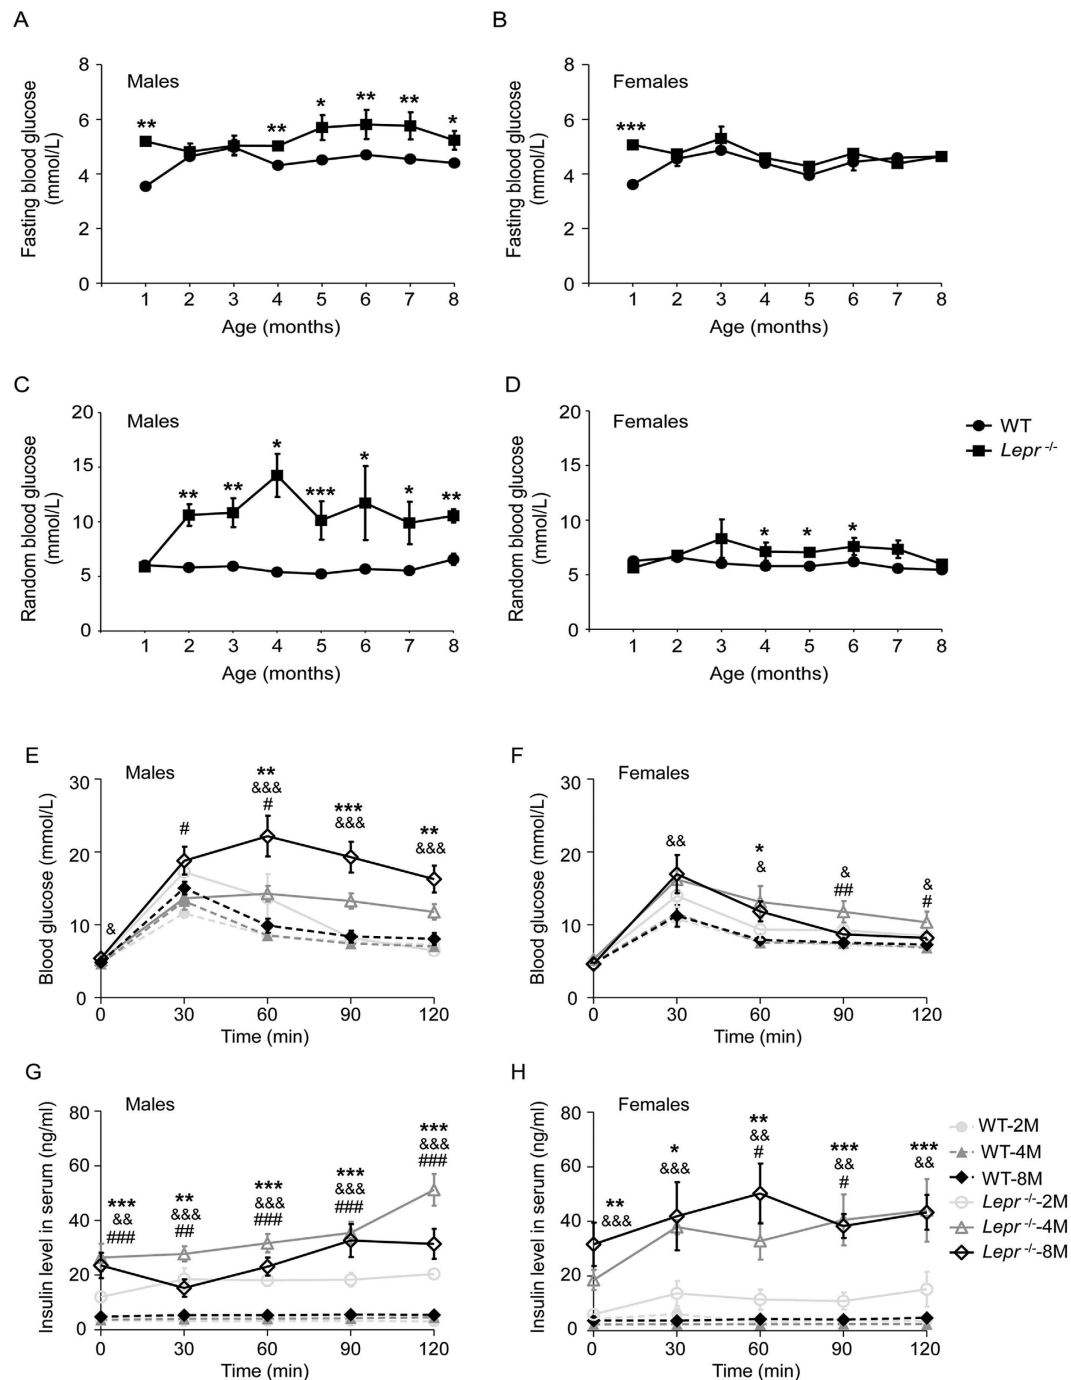 A
Males
Fasting blood glucose
(mmol/L)
8
6
4
2
0
** ** * ** ** *
1 2 3 4 5 6 7 8
Age (months)
B
Females
Fasting blood glucose
(mmol/L)
8
6
4
2
0
***
1 2 3 4 5 6 7 8
Age (months)
C
Males
Random blood glucose
(mmol/L)
20
15
10
5
0
** ** * *** * * **
1 2 3 4 5 6 7 8
Age (months)
D
Females
Random blood glucose
(mmol/L)
20
15
10
5
0
* * *
1 2 3 4 5 6 7 8
Age (months)
WT
Lepr -/-
E
Males
Blood glucose (mmol/L)
30
20
10
0
&
#
**
&&&
#
***
&&&
**
&&&
0 30 60 90 120
Time (min)
F
Females
Blood glucose (mmol/L)
30
20
10
0
&&
*
&
&
##
&
#
0 30 60 90 120
Time (min)
G
Males
Insulin level in serum (ng/ml)
80
60
40
20
0
***
&&
###
**
&&&
##
***
&&&
###
***
&&&
###
***
&&&
###
0 30 60 90 120
Time (min)
H
Females
Insulin level in serum (ng/ml)
80
60
40
20
0
**
&&&
*
&&&
**
&&
#
***
&&
#
***
&&
0 30 60 90 120
Time (min)
WT-2M
WT-4M
WT-8M
Lepr -/- -2M
Lepr -/- -4M
Lepr -/- -8M